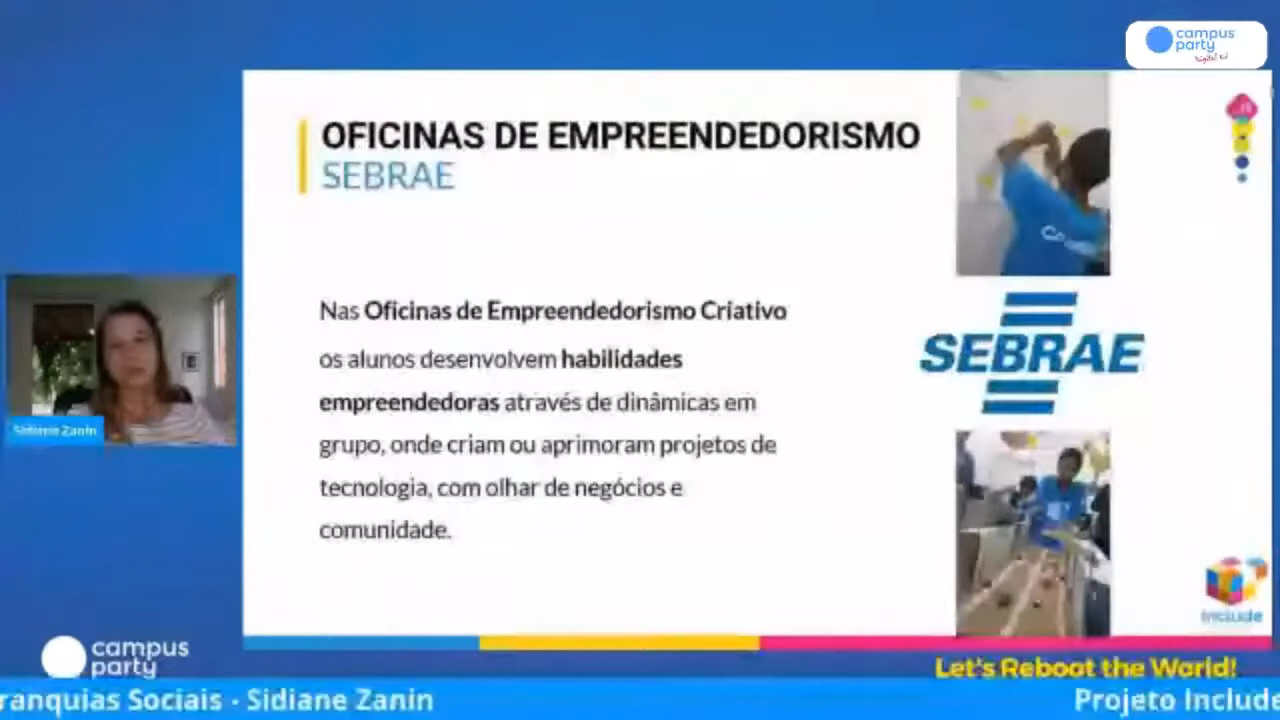 campus
party
OFICINAS DE EMPREENDEDORISMO
SEBRAE
Nas Oficinas de Empreendedorismo Criativo
os alunos desenvolvem habilidades
empreendedoras através de dinâmicas em
grupo, onde criam ou aprimoram projetos de
tecnologia, com olhar de negócios e
comunidade.
SEBRAE
Sidiane Zanin
Include
campus
party
Let's Reboot the World!
ranquias Sociais - Sidiane Zanin
Projeto Include